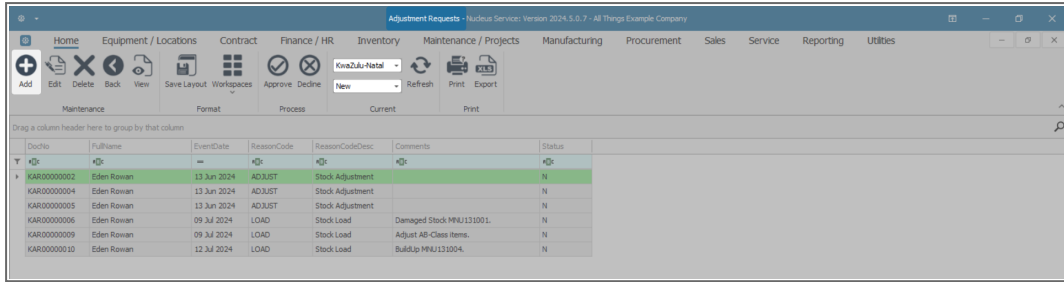 Adjustment Requests - Nucleus Service: Version 2024.5.0.7 - All Things Example Company
Home Equipment / Locations Contract Finance / HR Inventory Maintenance / Projects Manufacturing Procurement Sales Service Reporting Utilities
Add Edit Delete Back View Save Layout Workspaces Approve Decline KwaZulu-Natal New Refresh Print Export
Maintenance Format Process Current Print
Drag a column header here to group by that column
DocNo FullName EventDate ReasonCode ReasonCodeDesc Comments Status
KAR00000002 Eden Rowan 13 Jun 2024 ADJUST Stock Adjustment N
KAR00000004 Eden Rowan 13 Jun 2024 ADJUST Stock Adjustment N
KAR00000005 Eden Rowan 13 Jun 2024 ADJUST Stock Adjustment N
KAR00000006 Eden Rowan 09 Jul 2024 LOAD Stock Load Damaged Stock MNU131001. N
KAR00000009 Eden Rowan 09 Jul 2024 LOAD Stock Load Adjust AB-Class items. N
KAR00000010 Eden Rowan 12 Jul 2024 LOAD Stock Load BuildUp MNU131004. N